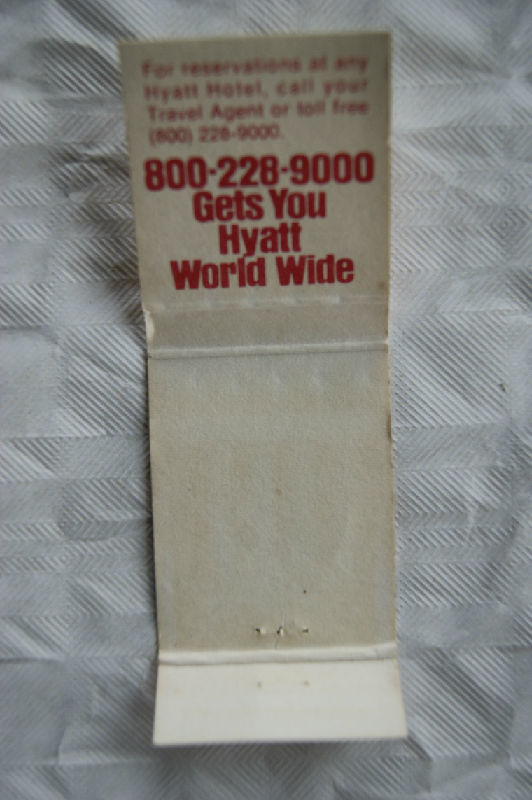 For reservations at any
Hyatt Hotel, call your
Travel Agent or toll free
(800) 228-9000.
800-228-9000
Gets You
Hyatt
World Wide